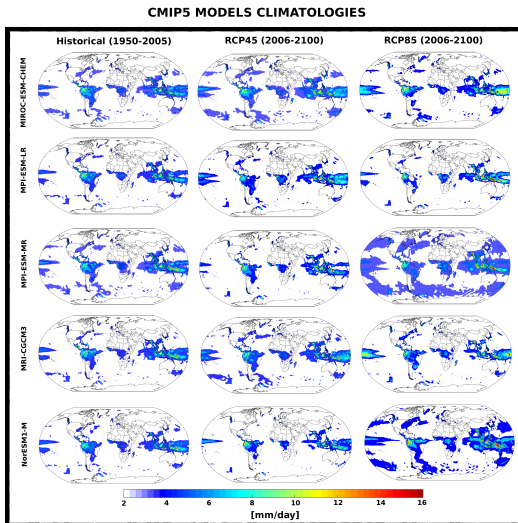 CMIP5 MODELS CLIMATOLOGIES
Historical (1950-2005) RCP45 (2006-2100) RCP85 (2006-2100)
MIROC-ESM-CHEM
MPI-ESM-LR
MPI-ESM-MR
MRI-CGCM3
NorESM1-M
2 4 6 8 10 12 14 16
[mm/day]